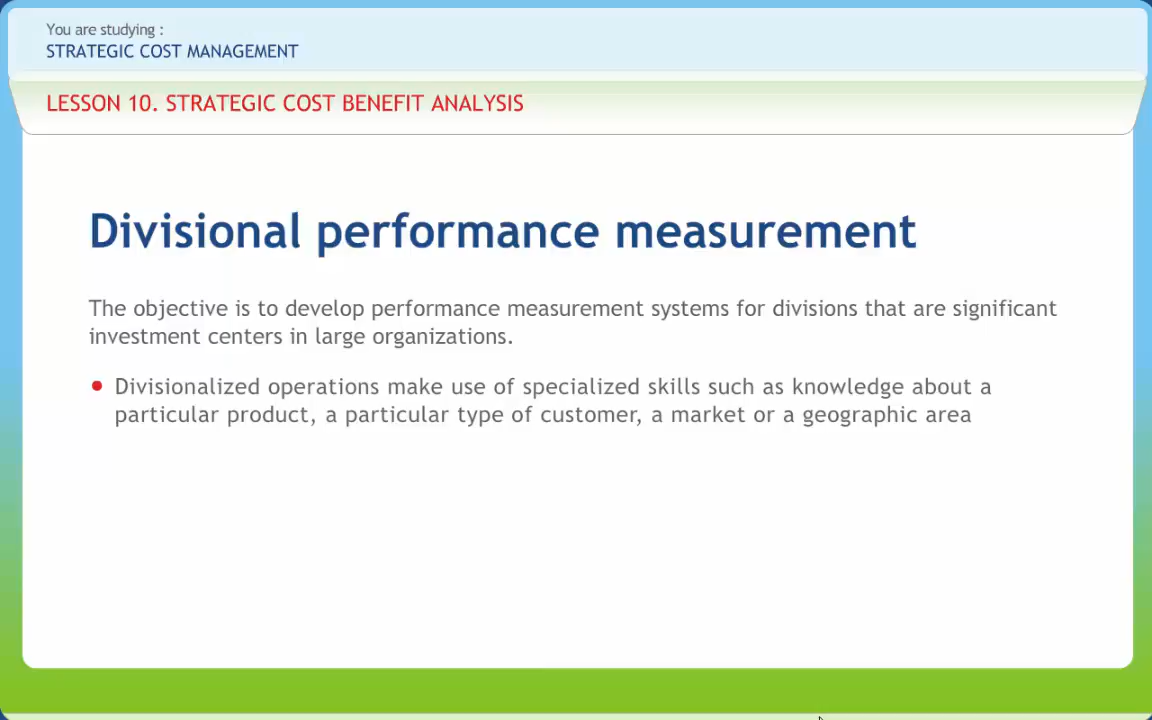 You are studying :
STRATEGIC COST MANAGEMENT
LESSON 10. STRATEGIC COST BENEFIT ANALYSIS
Divisional performance measurement
The objective is to develop performance measurement systems for divisions that are significant
investment centers in large organizations.
• Divisionalized operations make use of specialized skills such as knowledge about a
particular product, a particular type of customer, a market or a geographic area